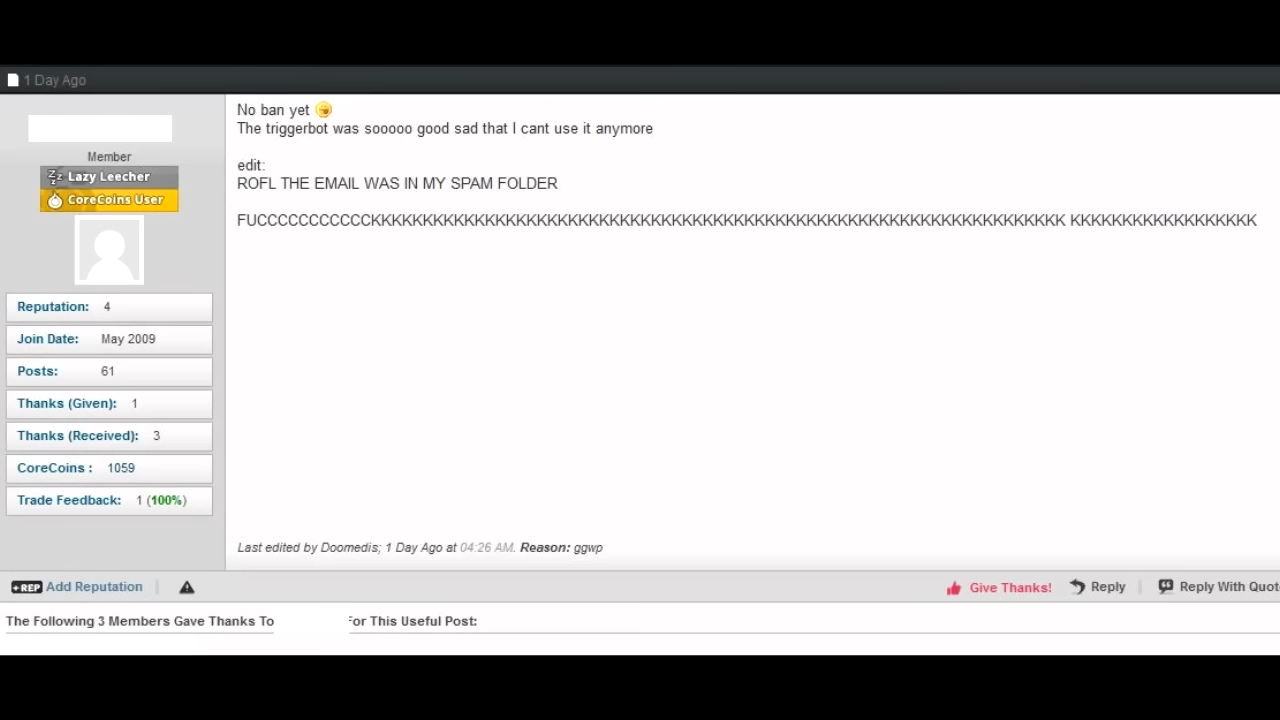 1 Day Ago
No ban yet
The triggerbot was sooooo good sad that I cant use it anymore
Member
edit:
Lazy Leecher
ROFL THE EMAIL WAS IN MY SPAM FOLDER
CoreCoins User
FUCCCCCCCCCCCKKKKKKKKKKKKKKKKKKKKKKKKKKKKKKKKKKKKKKKKKKKKKKKKKKKKKKKKKKKKKKKKKK KKKKKKKKKKKKKKKKKK
Reputation: 4
Join Date: May 2009
Posts: 61
Thanks (Given): 1
Thanks (Received): 3
CoreCoins : 1059
Trade Feedback: 1 (100%)
Last edited by Doomedis; 1 Day Ago at 04:26 AM. Reason: ggwp
+REP Add Reputation
Give Thanks! Reply Reply With Quot
The Following 3 Members Gave Thanks To For This Useful Post: